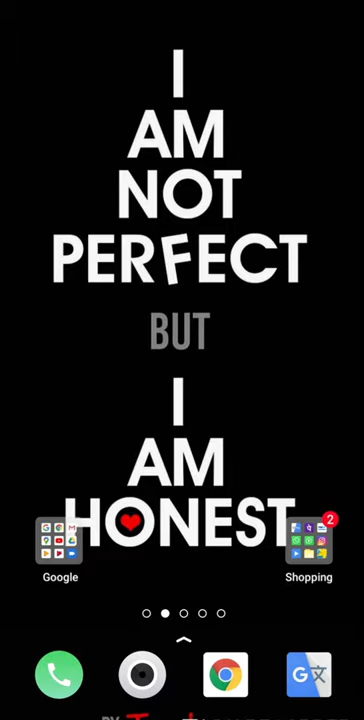 I
AM
NOT
PERFECT
BUT
I
AM
HONEST
2
Google
Shopping